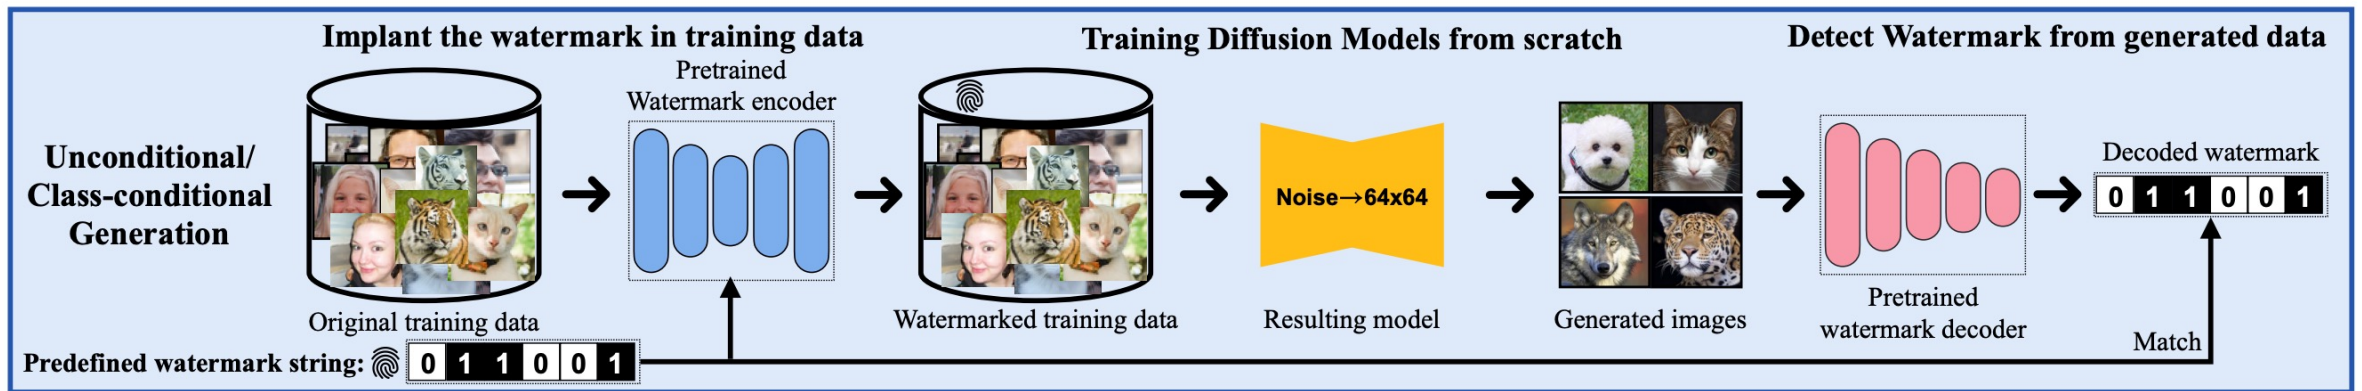 Implant the watermark in training data
Training Diffusion Models from scratch
Detect Watermark from generated data
Unconditional/
Class-conditional
Generation
Pretrained
Watermark encoder
Noise→64x64
Decoded watermark
0 1 1 0 0 1
Original training data
Watermarked training data
Resulting model
Generated images
Pretrained
watermark decoder
Match
Predefined watermark string: 0 1 1 0 0 1